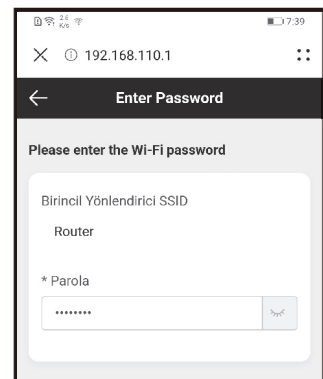 2.6
K/s
7:39
192.168.110.1
Enter Password
Please enter the Wi-Fi password
Birincil Yönlendirici SSID
Router
* Parola
••••••••